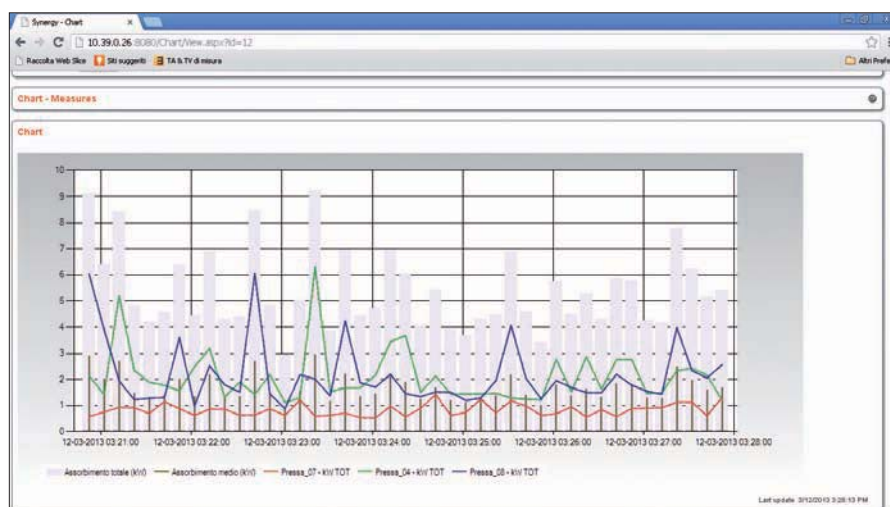 Synergy - Chart
10.39.0.26:8080/Chart/View.aspx?id=12
Raccolta Web Slice Siti suggeriti TA & TV di misura Altri Prefe
Chart - Measures
Chart
10
9
8
7
6
5
4
3
2
1
0
12-03-2013 03:21:00 12-03-2013 03:22:00 12-03-2013 03:23:00 12-03-2013 03:24:00 12-03-2013 03:25:00 12-03-2013 03:26:00 12-03-2013 03:27:00 12-03-2013 03:28:00
Assorbimento totale (kW) Assorbimento medio (kW) Pressa_07 - kW TOT Pressa_04 - kW TOT Pressa_08 - kW TOT
Last update 3/12/2013 3:28:13 PM